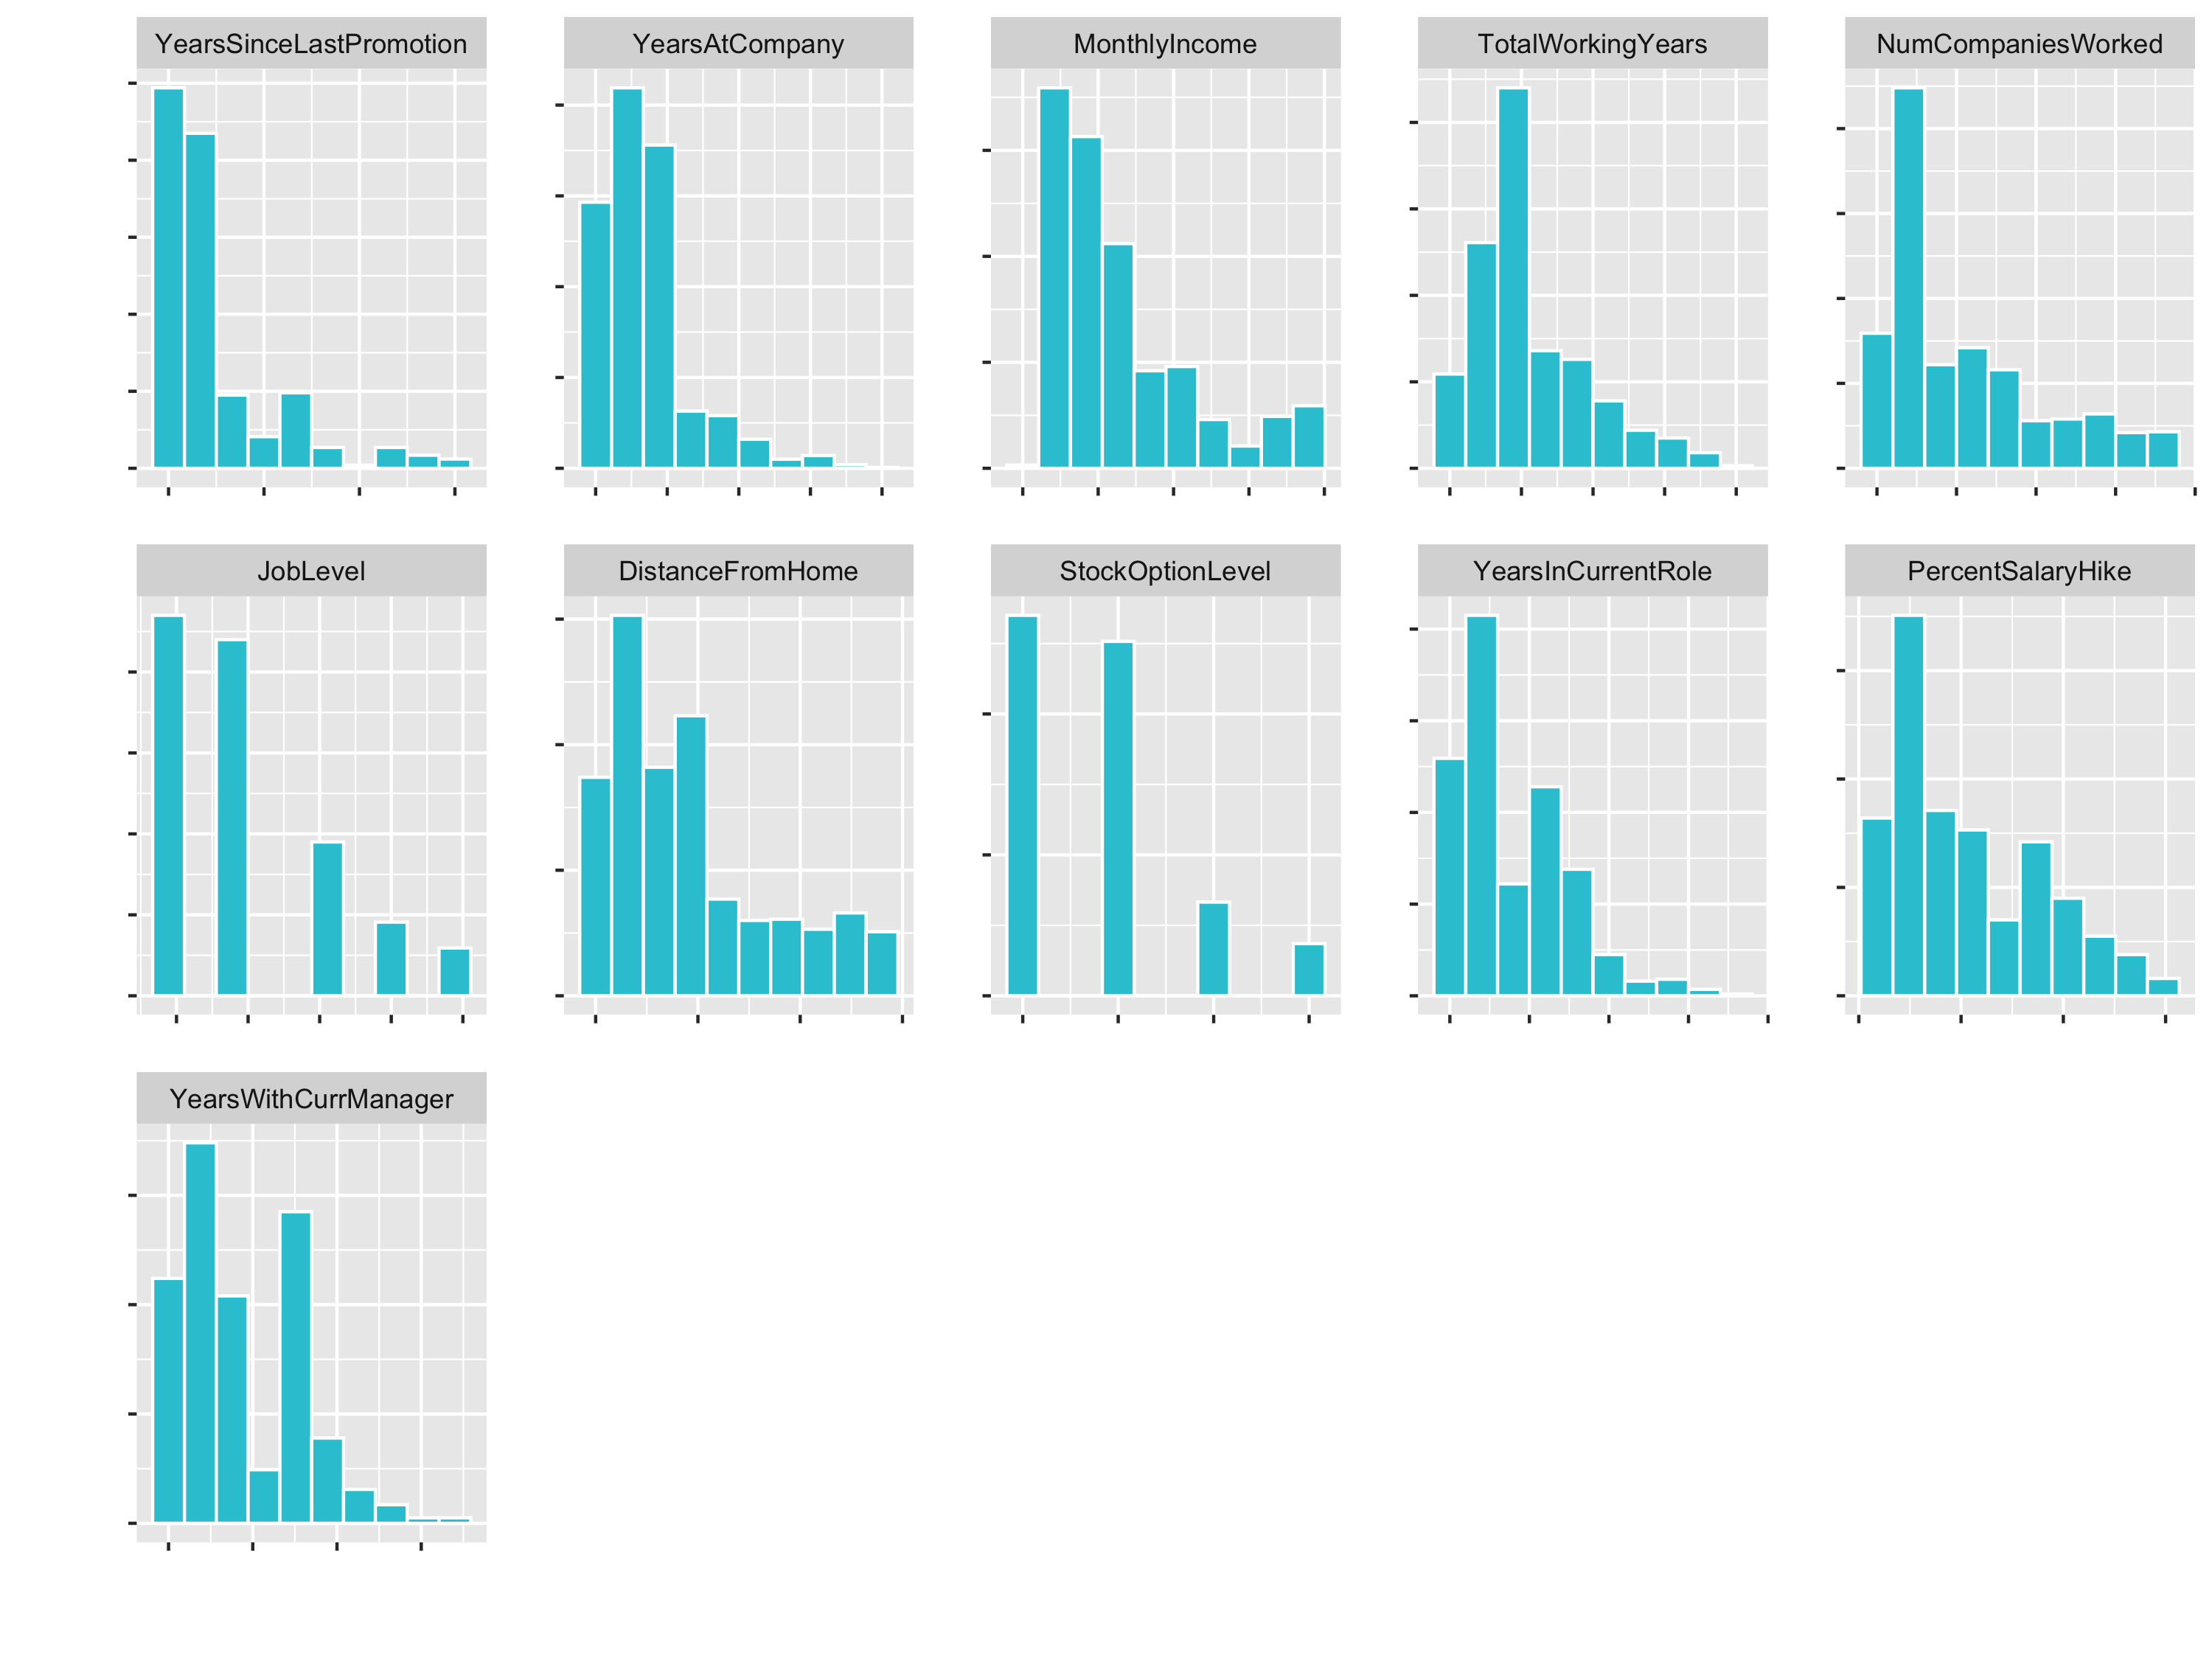 YearsSinceLastPromotion
YearsAtCompany
MonthlyIncome
TotalWorkingYears
NumCompaniesWorked
JobLevel
DistanceFromHome
StockOptionLevel
YearsInCurrentRole
PercentSalaryHike
YearsWithCurrManager